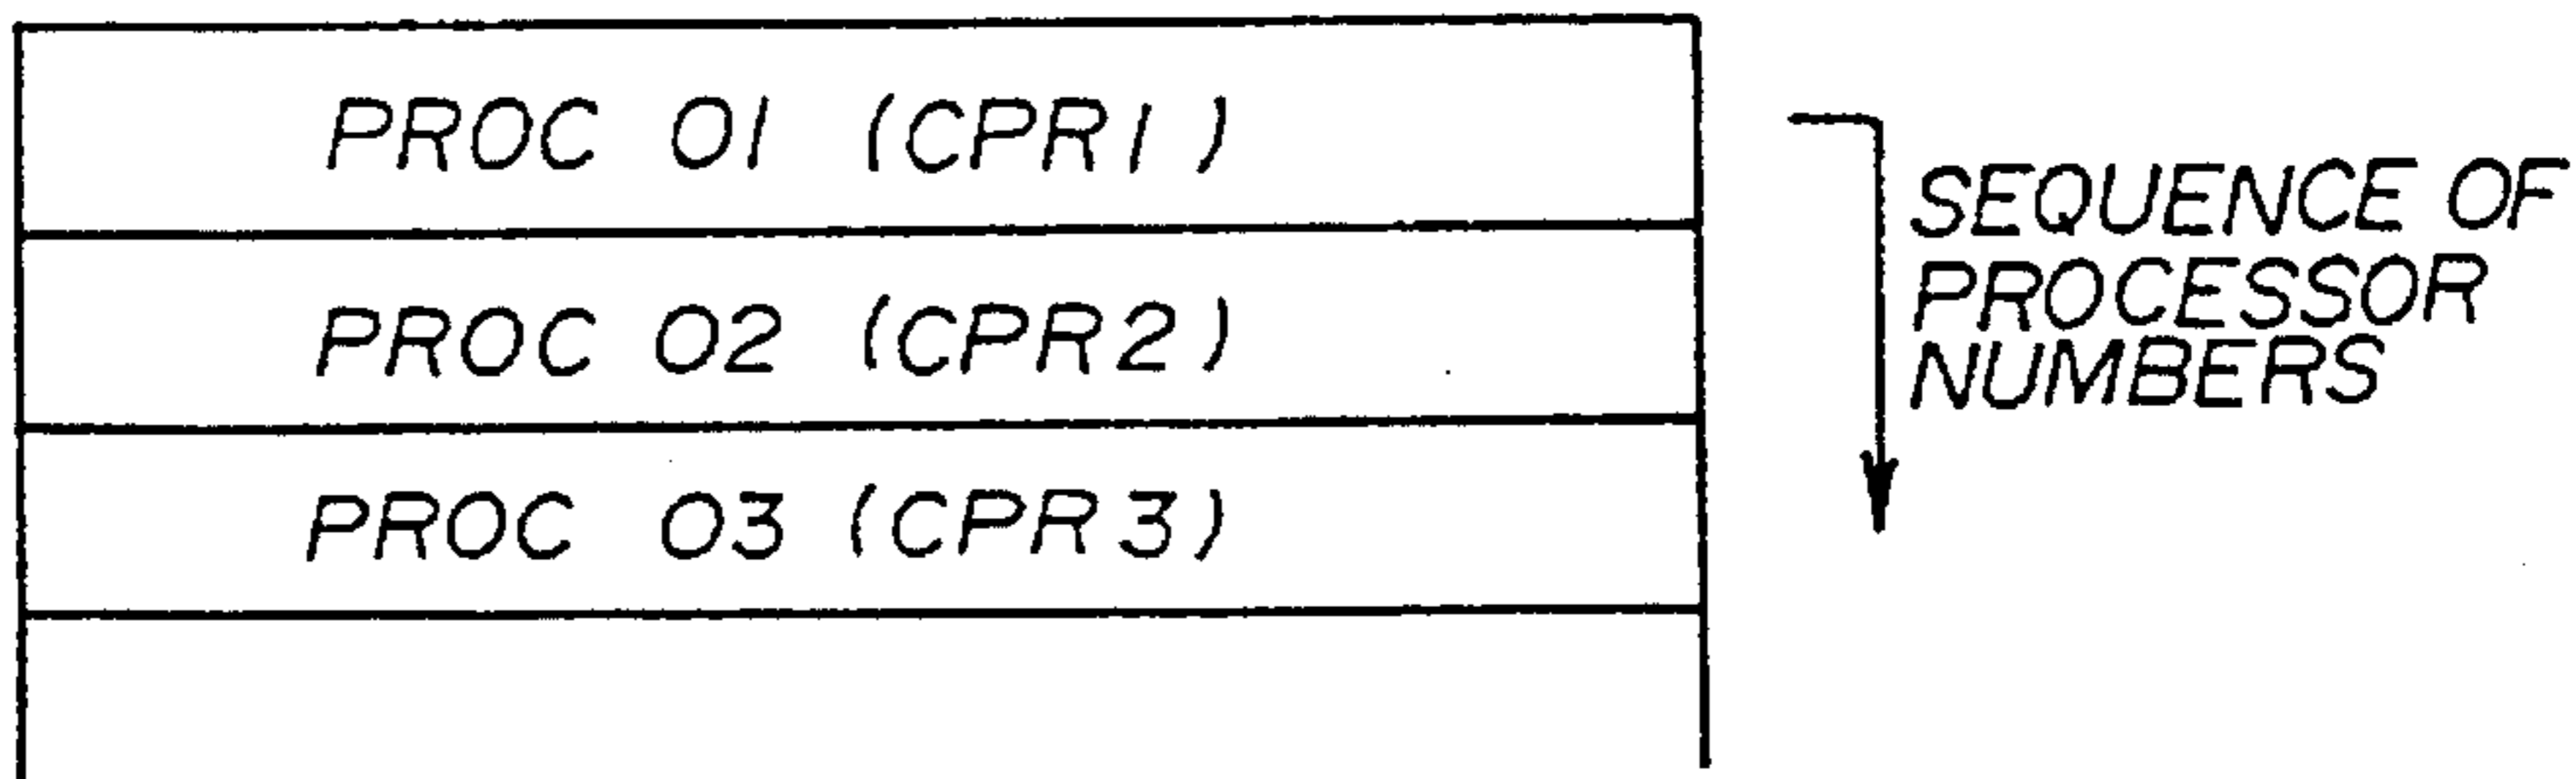 PROC 01 (CPR1)
PROC 02 (CPR2)
PROC 03 (CPR3)
SEQUENCE OF
PROCESSOR
NUMBERS